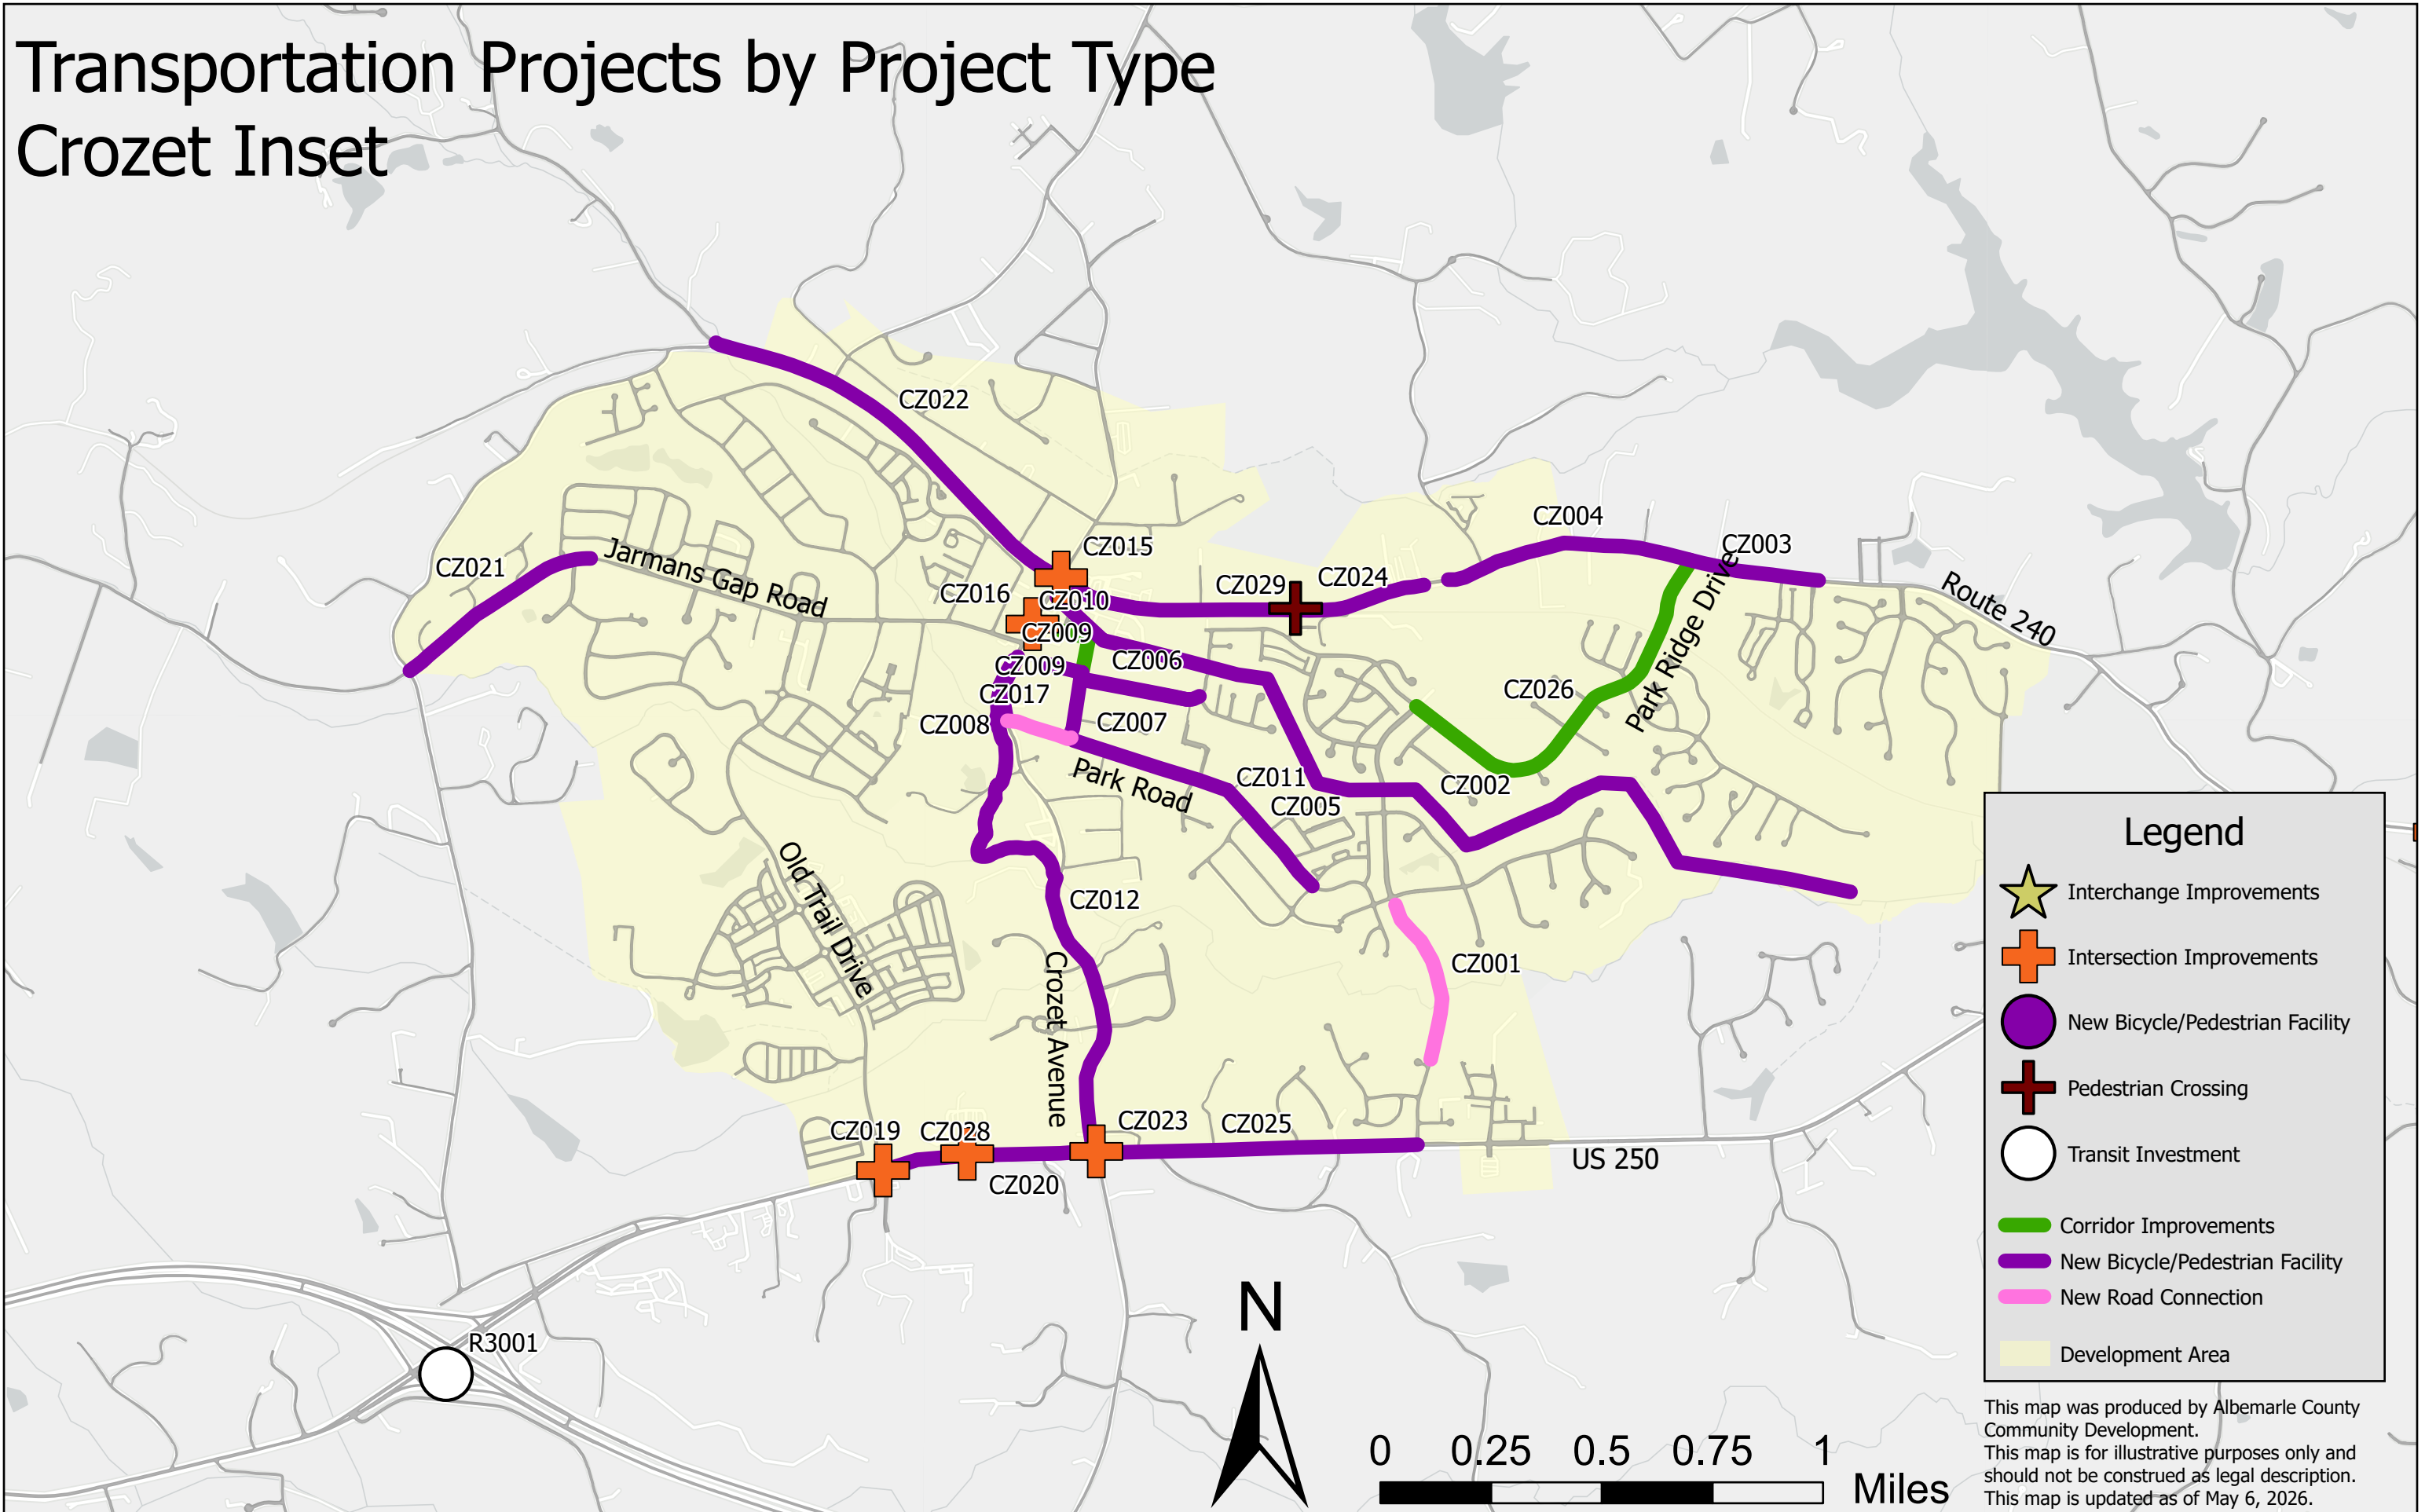 Transportation Projects by Project Type
Crozet Inset
CZ022
CZ004
CZ003
CZ015
CZ021
Jarmans Gap Road
CZ016
CZ010
CZ029
CZ024
Route 240
CZ009
CZ009
CZ006
CZ017
CZ008
CZ007
CZ026
Park Ridge Drive
Park Road
CZ011
CZ005
CZ002
Old Trail Drive
CZ012
Crozet Avenue
CZ001
CZ019
CZ028
CZ023
CZ025
CZ020
US 250
R3001
Legend
Interchange Improvements
Intersection Improvements
New Bicycle/Pedestrian Facility
Pedestrian Crossing
Transit Investment
Corridor Improvements
New Bicycle/Pedestrian Facility
New Road Connection
Development Area
N
0 0.25 0.5 0.75 1
Miles
This map was produced by Albemarle County
Community Development.
This map is for illustrative purposes only and
should not be construed as legal description.
This map is updated as of May 6, 2026.